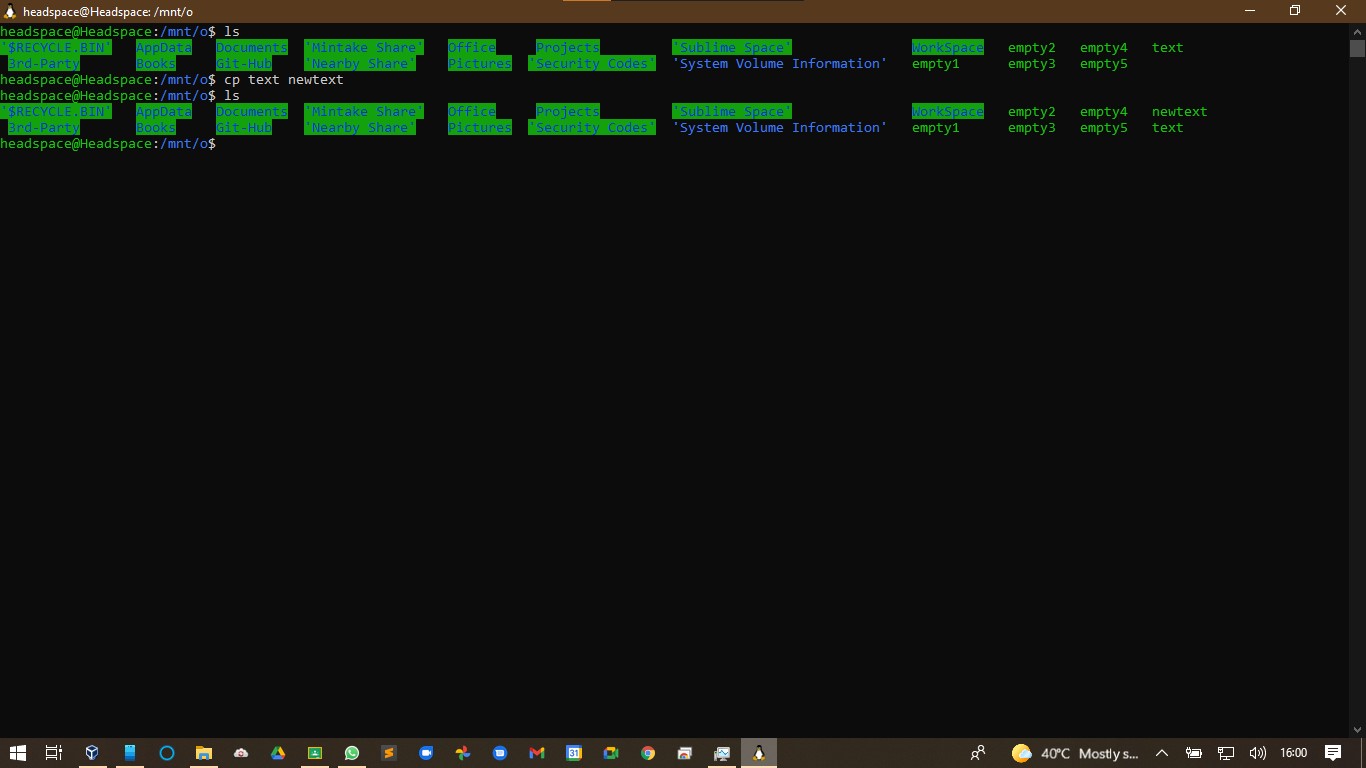 headspace@Headspace: /mnt/o
headspace@Headspace:/mnt/o$ ls
'$RECYCLE.BIN' AppData Documents 'Mintake Share' Office Projects 'Sublime Space' WorkSpace empty2 empty4 text
3rd-Party Books Git-Hub 'Nearby Share' Pictures 'Security Codes' 'System Volume Information' empty1 empty3 empty5
headspace@Headspace:/mnt/o$ cp text newtext
headspace@Headspace:/mnt/o$ ls
'$RECYCLE.BIN' AppData Documents 'Mintake Share' Office Projects 'Sublime Space' WorkSpace empty2 empty4 newtext
3rd-Party Books Git-Hub 'Nearby Share' Pictures 'Security Codes' 'System Volume Information' empty1 empty3 empty5 text
headspace@Headspace:/mnt/o$
31 40°C Mostly s... 16:00